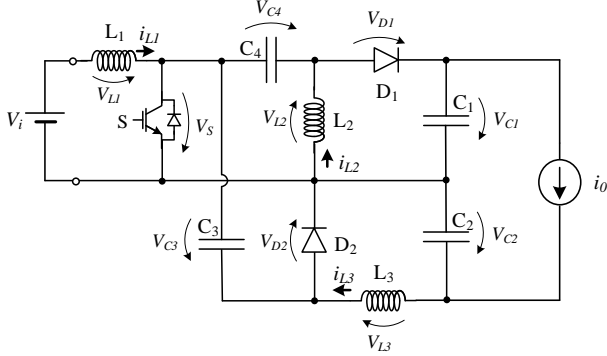 V_C4
V_D1
L_1
i_L1
C_4
D_1
V_L1
C_1
V_i
S
V_S
V_L2
L_2
V_C1
i_L2
i_0
C_3
C_2
V_C3
V_D2
D_2
V_C2
L_3
i_L3
V_L3